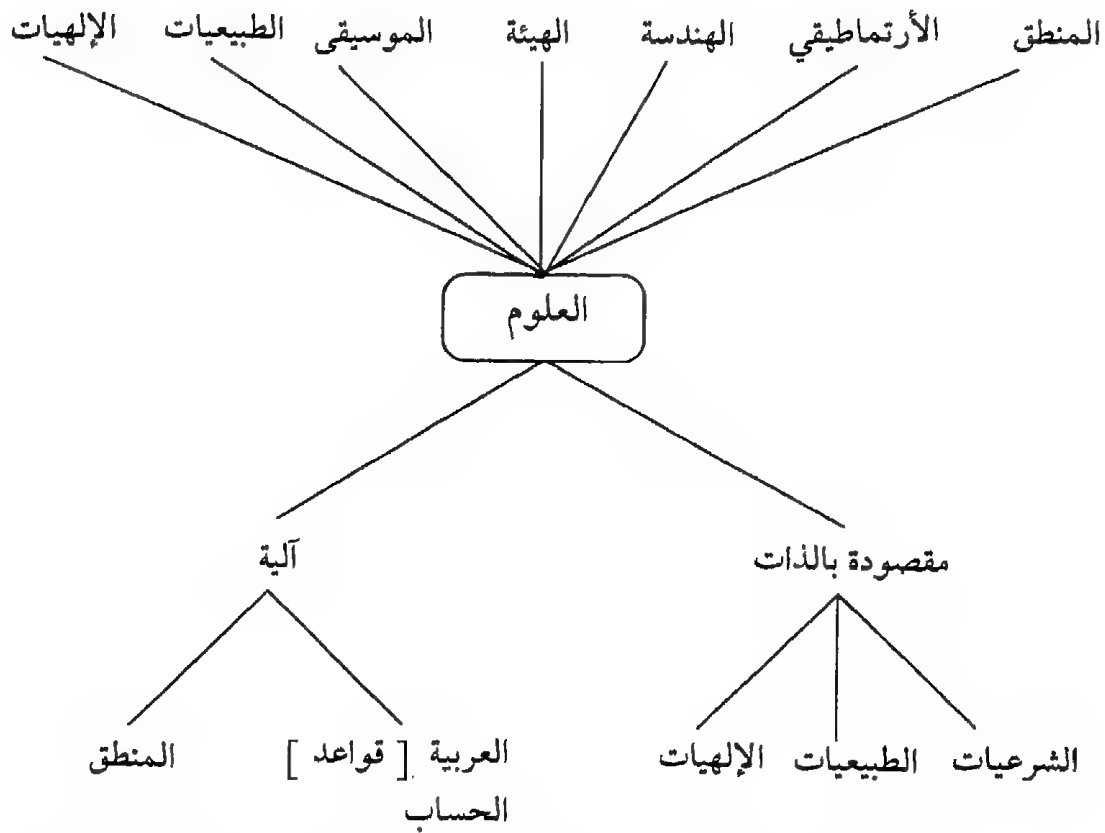 المنطق الأرتماطيقي الهندسة الهيئة الموسيقى الطبيعيات الإلهيات
العلوم
مقصودة بالذات آلية
الشرعيات الطبيعيات الإلهيات العربية [ قواعد ] المنطق
الحساب